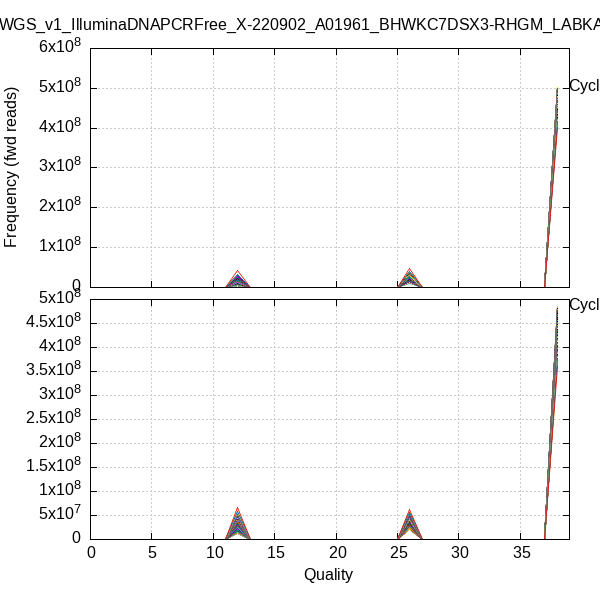 WGS_v1_IlluminaDNAPCRFree_X-220902_A01961_BHWKC7DSX3-RHGM_LABKA
6x10^8
5x10^8
4x10^8
3x10^8
2x10^8
1x10^8
0
Frequency (fwd reads)
Cycl
5x10^8
4.5x10^8
4x10^8
3.5x10^8
3x10^8
2.5x10^8
2x10^8
1.5x10^8
1x10^8
5x10^7
0
Cycl
0 5 10 15 20 25 30 35
Quality